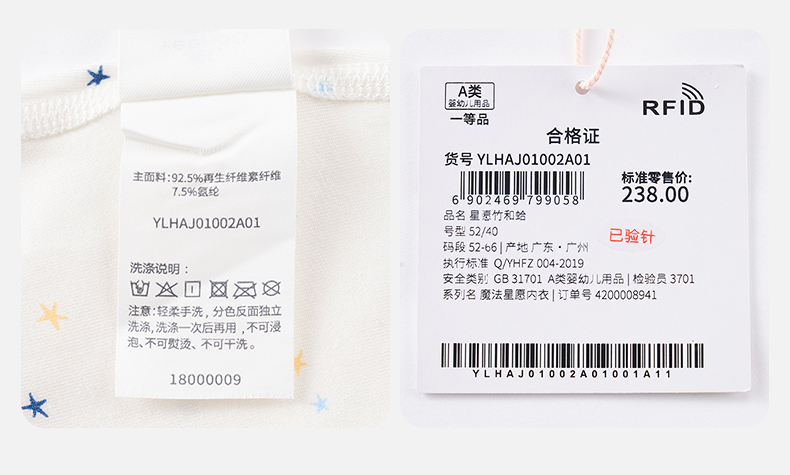 主面料:92.5%再生纤维素纤维
7.5%氨纶
YLHAJ01002A01
洗涤说明:
注意:轻柔手洗,分色反面独立
洗涤,洗涤一次后再用,不可浸
泡、不可熨烫、不可干洗。
18000009
A类
婴幼儿用品
一等品
RFID
合格证
货号 YLHAJ01002A01
6 902469 799058
标准零售价:
238.00
品名 星愿竹和蛤
号型 52/40
码段 52-66 | 产地 广东·广州
已验针
执行标准 Q/YHFZ 004-2019
安全类别 GB 31701 A类婴幼儿用品 | 检验员 3701
系列名 魔法星愿内衣 | 订单号 4200008941
YLHAJ01002A01001A11